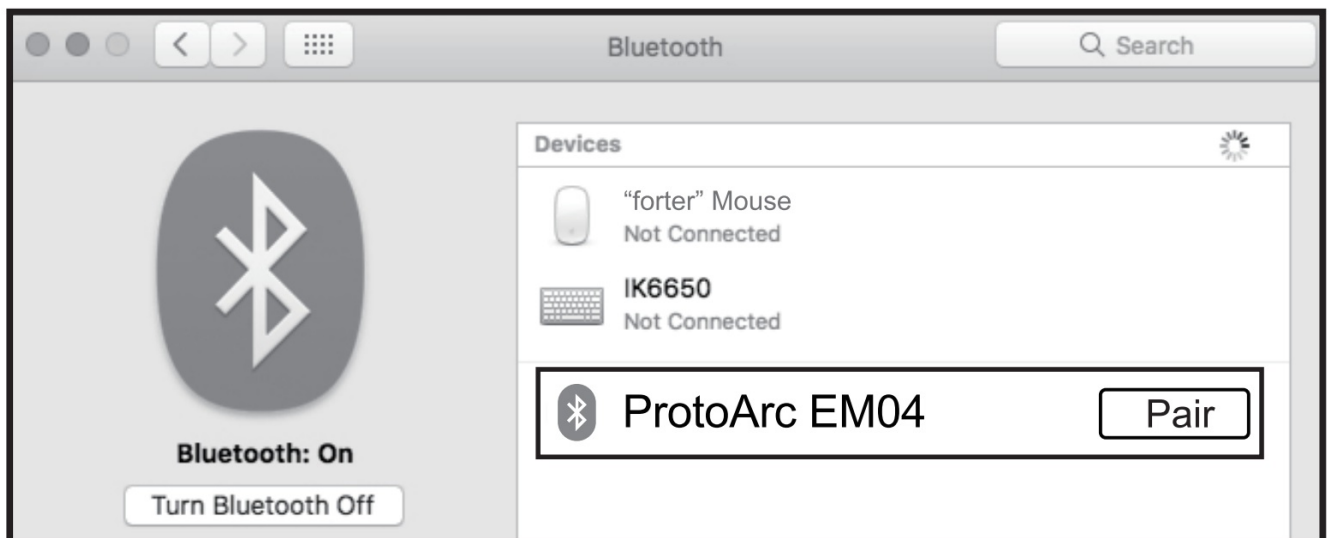 Bluetooth
Search
Devices
“forter” Mouse
Not Connected
IK6650
Not Connected
ProtoArc EM04
Pair
Bluetooth: On
Turn Bluetooth Off